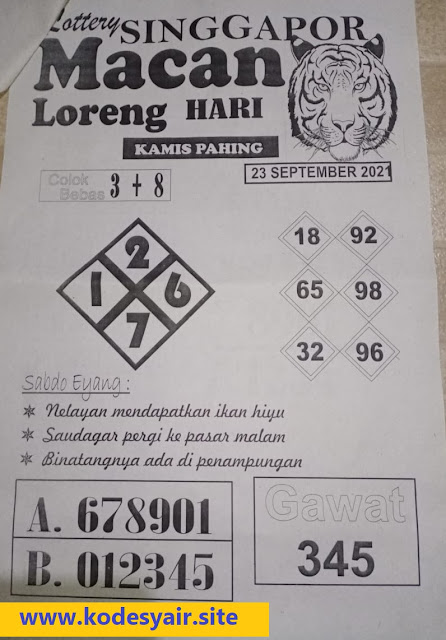 Lottery SINGGAPOR
Macan
Loreng HARI
KAMIS PAHING
23 SEPTEMBER 2021
Colok
Bebas 3 + 8
2
1 6
7
18 92
65 98
32 96
Sabdo Eyang :
✯ Nelayan mendapatkan ikan hiyu
✯ Saudagar pergi ke pasar malam
✯ Binatangnya ada di penampungan
A. 678901
B. 012345
Gawat
345
www.kodesyair.site